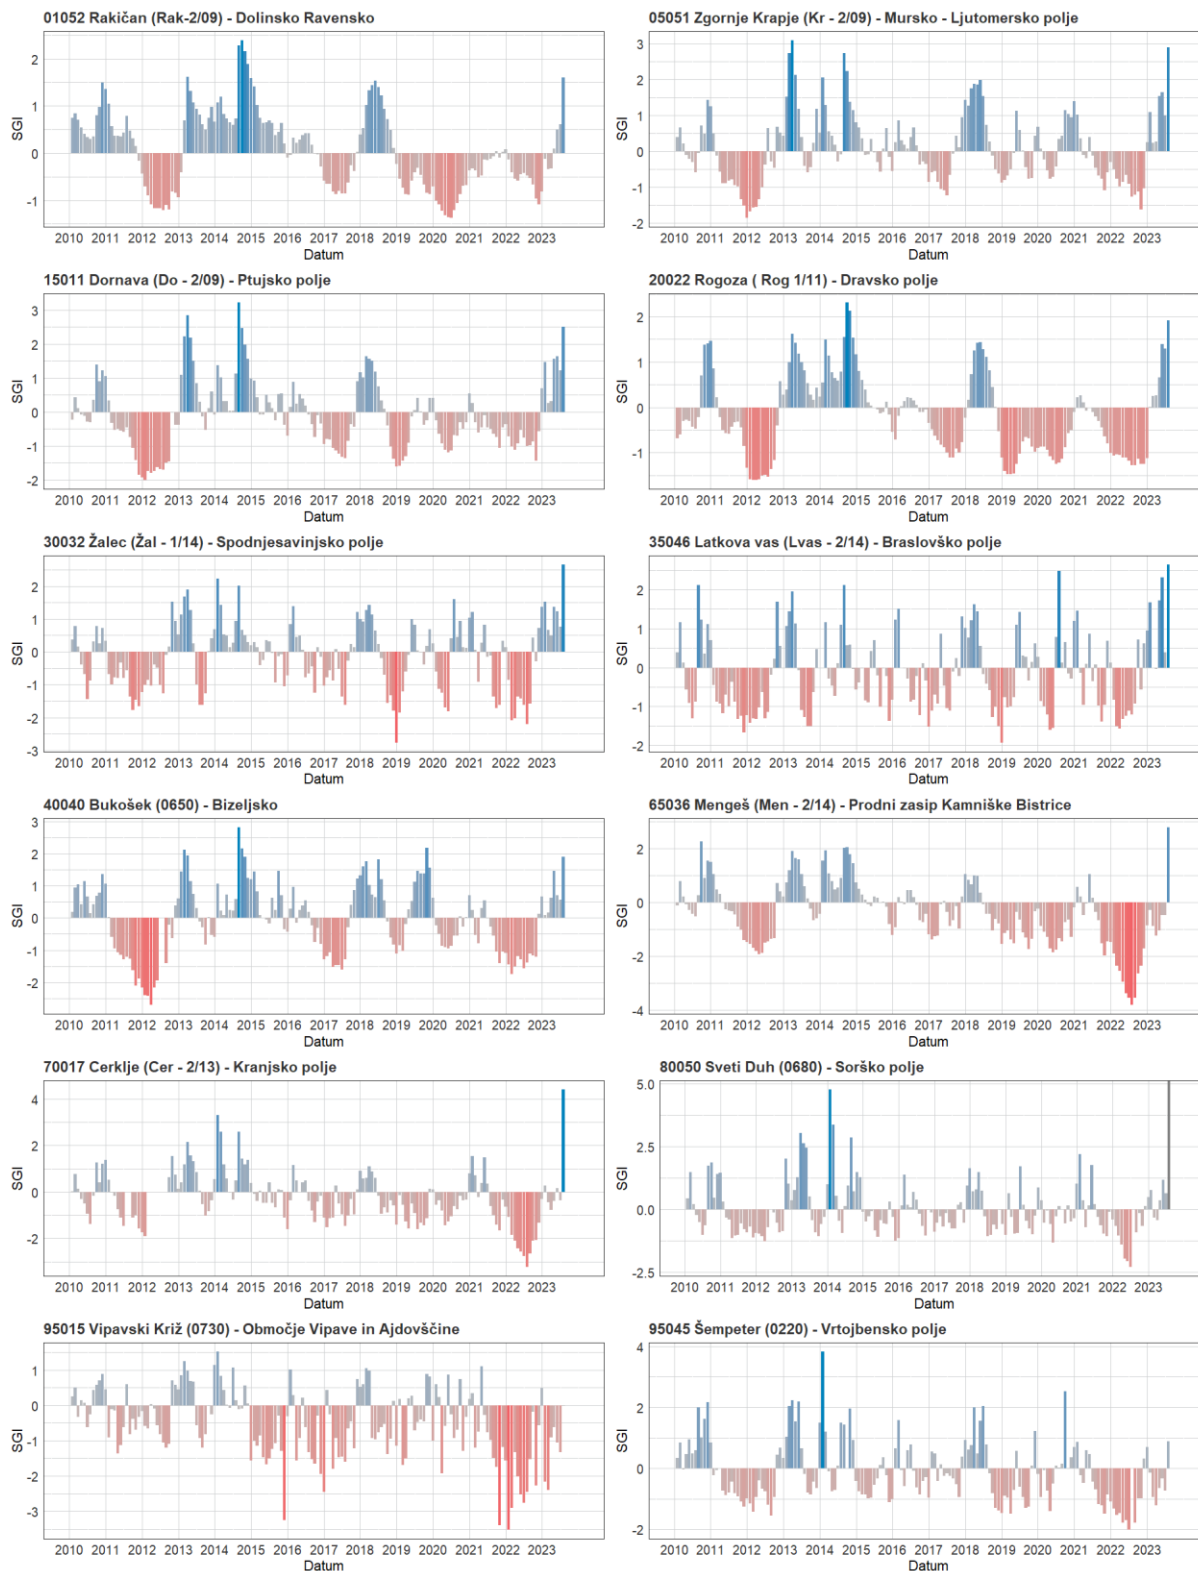 01052 Rakičan (Rak-2/09) - Dolinsko Ravensko
SGI
2
1
0
-1
2010 2011 2012 2013 2014 2015 2016 2017 2018 2019 2020 2021 2022 2023
Datum
05051 Zgornje Krapje (Kr - 2/09) - Mursko - Ljutomersko polje
SGI
3
2
1
0
-1
-2
2010 2011 2012 2013 2014 2015 2016 2017 2018 2019 2020 2021 2022 2023
Datum
15011 Dornava (Do - 2/09) - Ptujsko polje
SGI
3
2
1
0
-1
-2
2010 2011 2012 2013 2014 2015 2016 2017 2018 2019 2020 2021 2022 2023
Datum
20022 Rogoza ( Rog 1/11) - Dravsko polje
SGI
2
1
0
-1
2010 2011 2012 2013 2014 2015 2016 2017 2018 2019 2020 2021 2022 2023
Datum
30032 Žalec (Žal - 1/14) - Spodnjesavinjsko polje
SGI
2
1
0
-1
-2
-3
2010 2011 2012 2013 2014 2015 2016 2017 2018 2019 2020 2021 2022 2023
Datum
35046 Latkova vas (Lvas - 2/14) - Braslovško polje
SGI
2
1
0
-1
-2
2010 2011 2012 2013 2014 2015 2016 2017 2018 2019 2020 2021 2022 2023
Datum
40040 Bukošek (0650) - Bizeljsko
SGI
3
2
1
0
-1
-2
2010 2011 2012 2013 2014 2015 2016 2017 2018 2019 2020 2021 2022 2023
Datum
65036 Mengeš (Men - 2/14) - Prodni zasip Kamniške Bistrice
SGI
2
0
-2
-4
2010 2011 2012 2013 2014 2015 2016 2017 2018 2019 2020 2021 2022 2023
Datum
70017 Cerklje (Cer - 2/13) - Kranjsko polje
SGI
4
2
0
-2
2010 2011 2012 2013 2014 2015 2016 2017 2018 2019 2020 2021 2022 2023
Datum
80050 Sveti Duh (0680) - Sorško polje
SGI
5.0
2.5
0.0
-2.5
2010 2011 2012 2013 2014 2015 2016 2017 2018 2019 2020 2021 2022 2023
Datum
95015 Vipavski Križ (0730) - Območje Vipave in Ajdovščine
SGI
1
0
-1
-2
-3
2010 2011 2012 2013 2014 2015 2016 2017 2018 2019 2020 2021 2022 2023
Datum
95045 Šempeter (0220) - Vrtojbensko polje
SGI
4
2
0
-2
2010 2011 2012 2013 2014 2015 2016 2017 2018 2019 2020 2021 2022 2023
Datum